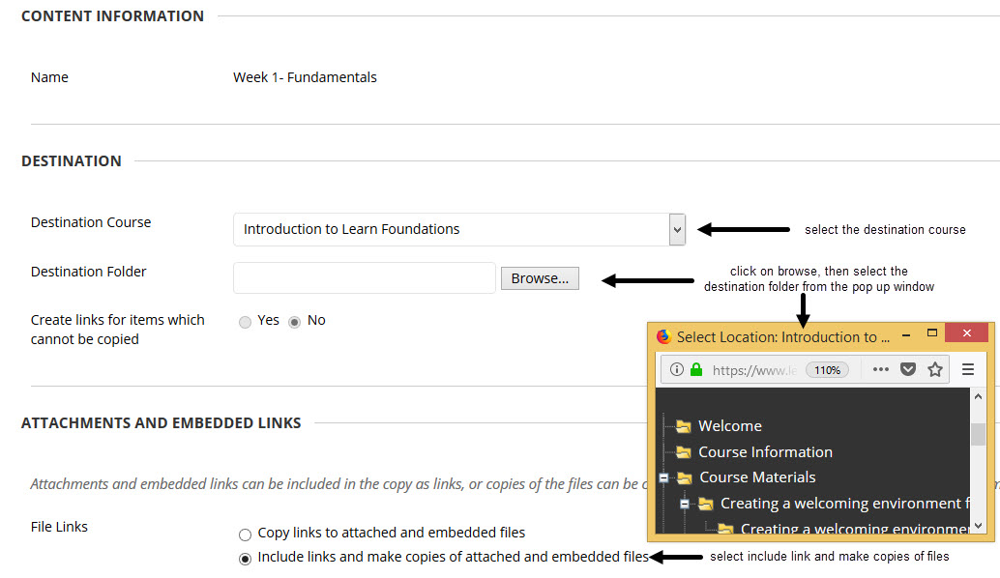 CONTENT INFORMATION
Name
Week 1- Fundamentals
DESTINATION
Destination Course
Introduction to Learn Foundations
select the destination course
Destination Folder
Browse...
click on browse, then select the
destination folder from the pop up window
Create links for items which
cannot be copied
Yes
No
Select Location: Introduction to ...
https://www.le
110%
Welcome
Course Information
Course Materials
Creating a welcoming environment f
Creating a welcoming environme
ATTACHMENTS AND EMBEDDED LINKS
Attachments and embedded links can be included in the copy as links, or copies of the files can be
File Links
Copy links to attached and embedded files
Include links and make copies of attached and embedded files
select include link and make copies of files